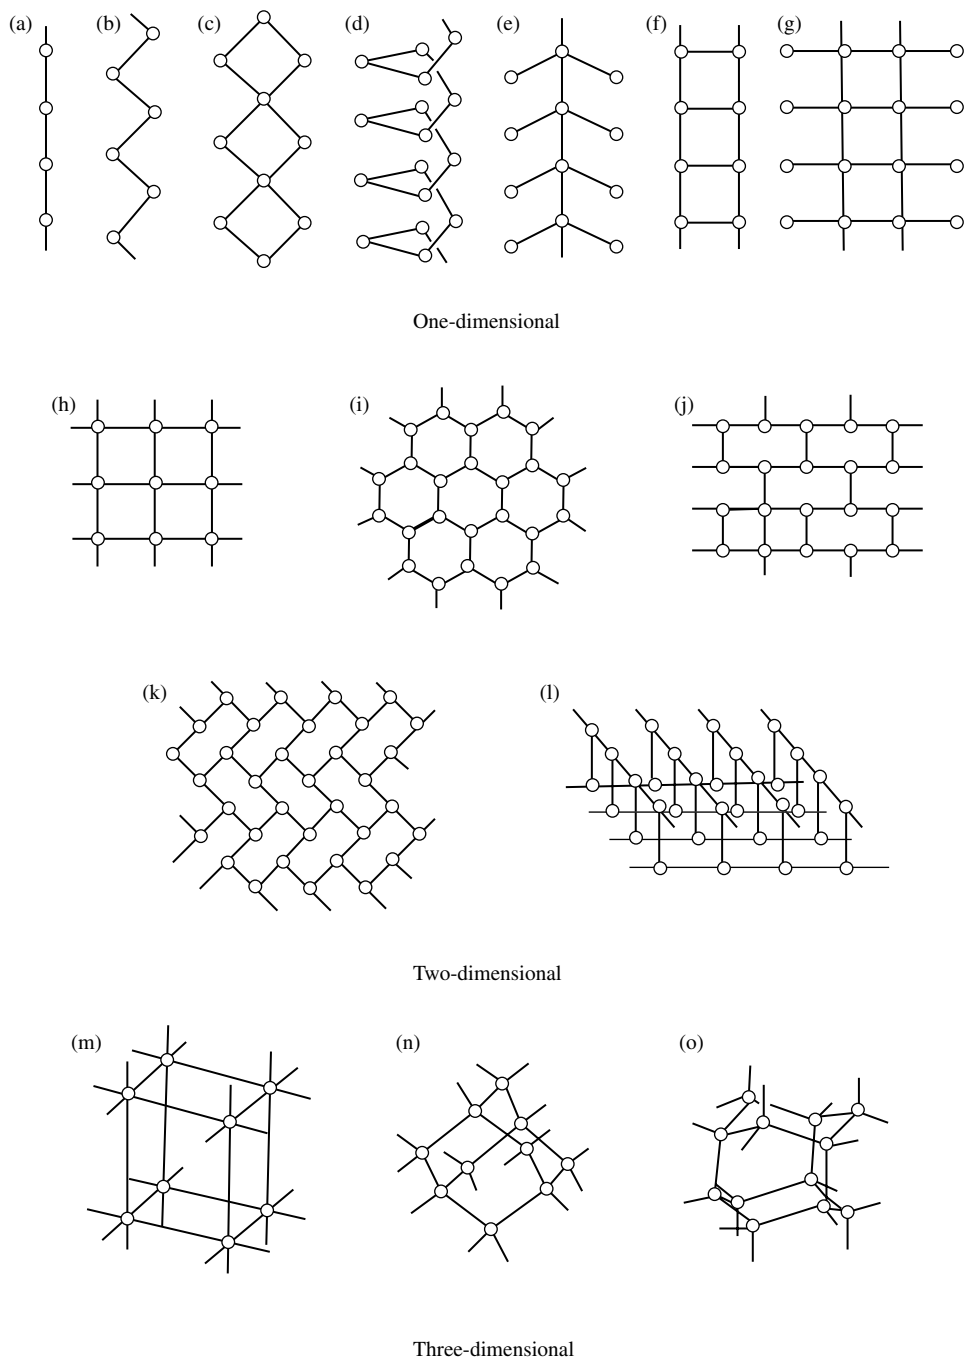 (a) (b) (c) (d) (e) (f) (g)
One-dimensional
(h) (i) (j)
(k) (l)
Two-dimensional
(m) (n) (o)
Three-dimensional